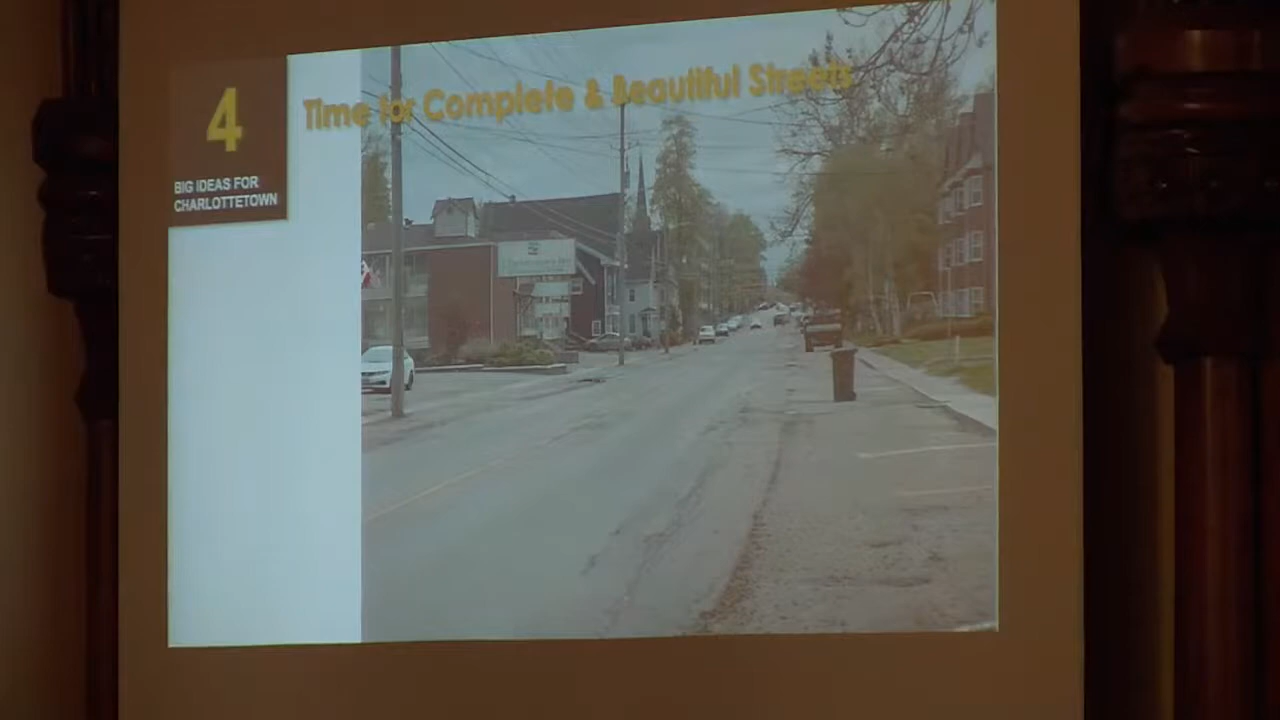 4
BIG IDEAS FOR
CHARLOTTETOWN
Time for Complete & Beautiful Streets